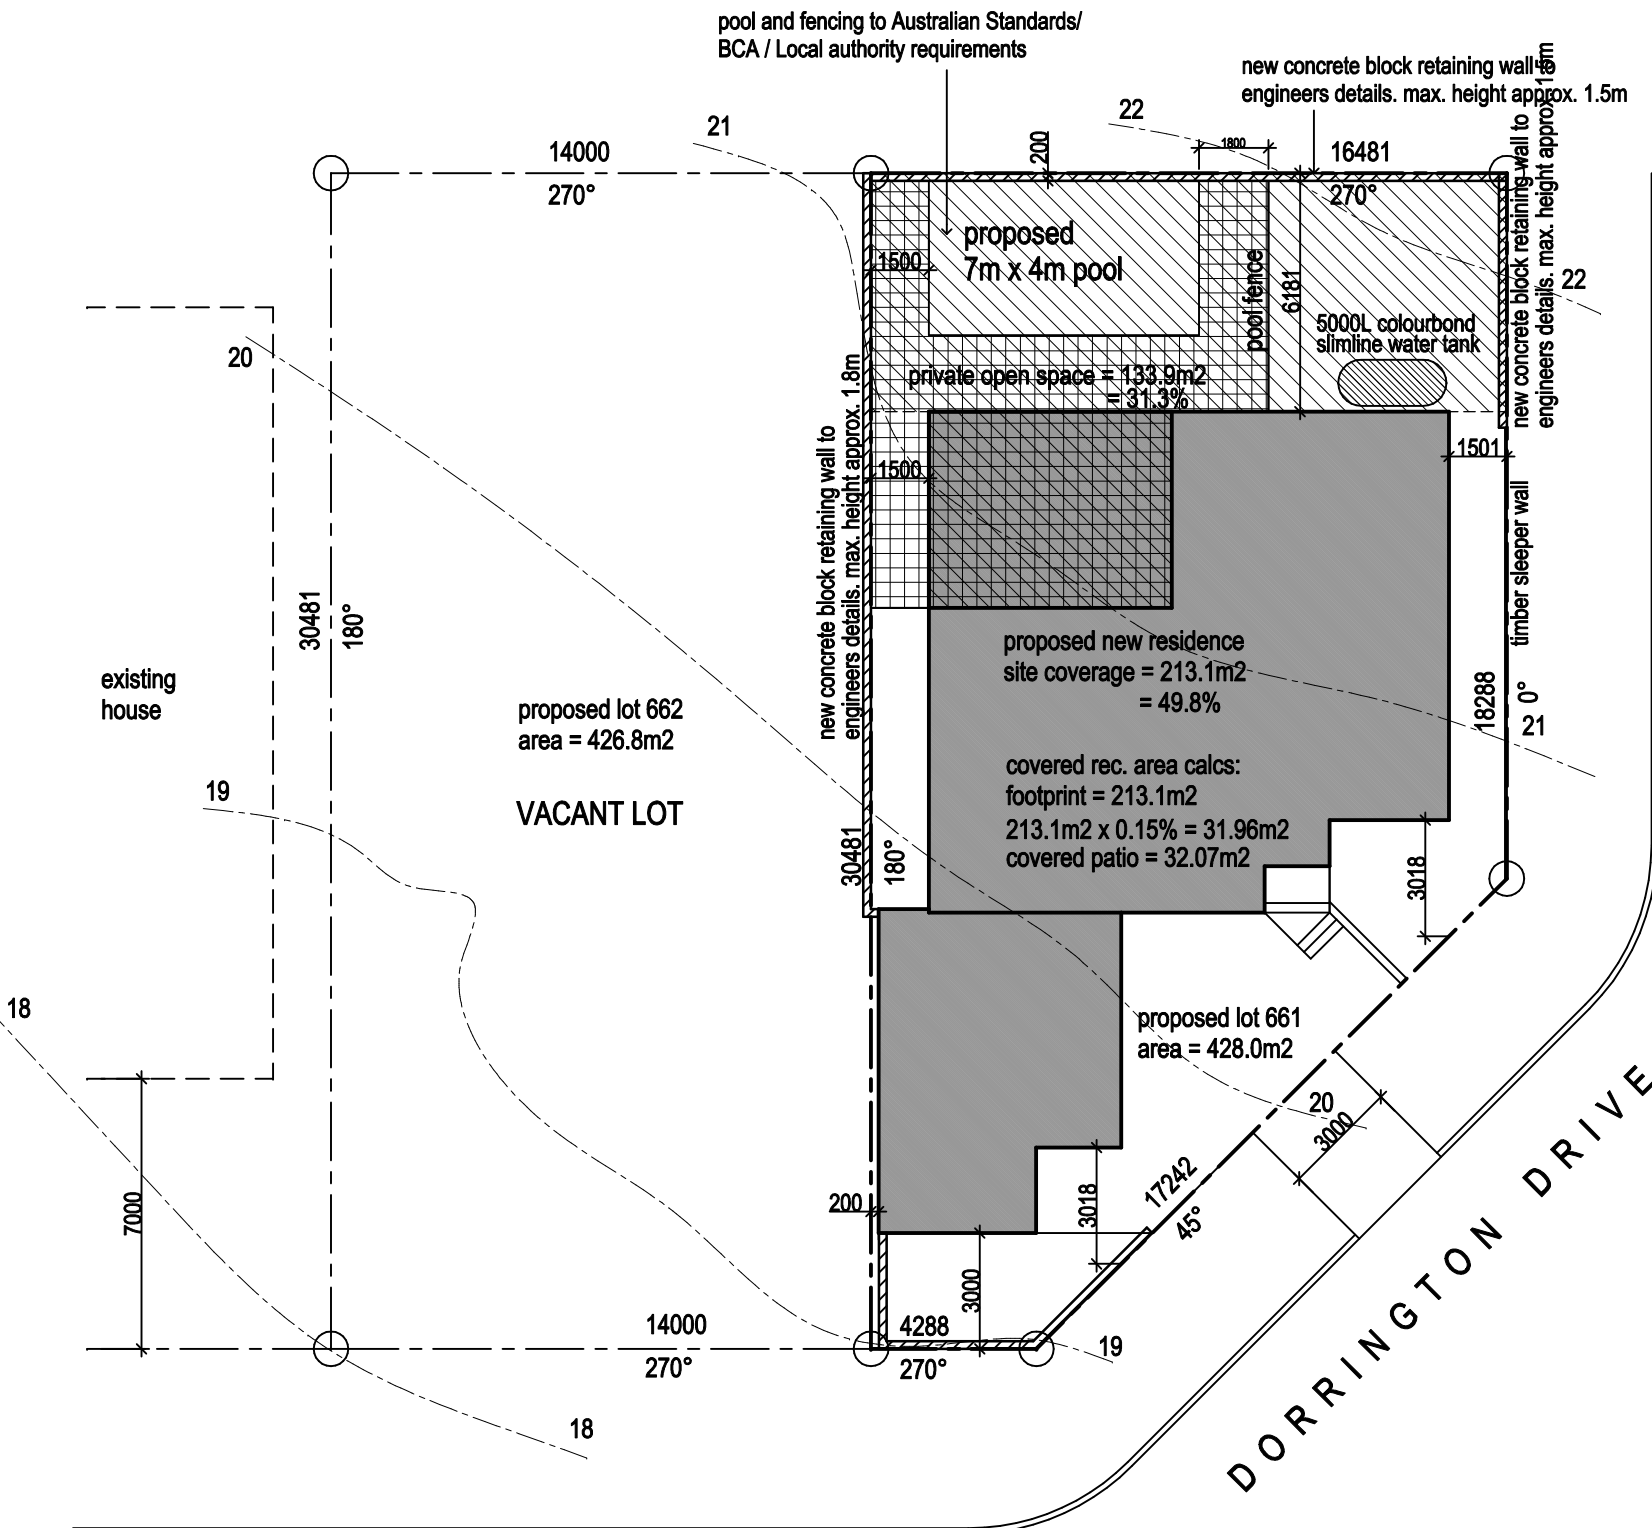 pool and fencing to Australian Standards/
BCA / Local authority requirements
new concrete block retaining wall to
engineers details. max. height approx. 1.5m
new concrete block retaining wall to
engineers details. max. height approx. 1.5m
22
21
14000
270°
200
1800
16481
270°
proposed
7m x 4m pool
1500
pool fence
6181
22
5000L colourbond
slimline water tank
20
private open space = 133.9m2
= 31.3%
new concrete block retaining wall to
engineers details. max. height approx. 1.8m
1500
1501
timber sleeper wall
30481
180°
existing
house
proposed lot 662
area = 426.8m2
VACANT LOT
proposed new residence
site coverage = 213.1m2
= 49.8%
18288
0°
21
covered rec. area calcs:
footprint = 213.1m2
213.1m2 x 0.15% = 31.96m2
covered patio = 32.07m2
19
30481
180°
3018
18
proposed lot 661
area = 428.0m2
20
3000
7000
200
3018
17242
45°
3000
14000
270°
4288
270°
19
18
DORRINGTON DRIVE